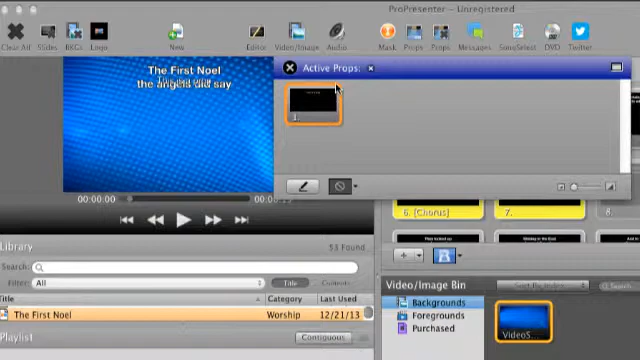 ProPresenter — Unregistered
Clear All
Slides
BKGs
Logo
New
Editor
Video/Image
Audio
Mask
Props
Props
Messages
SongSelect
DVD
Twitter
The First Noel
the angels did say
Active Props:
1.
00:00:00
6. [Chorus]
7.
8.
Library
53 Found
Search:
Filter:
All
Title
Contents
Title
Category
Last Used
The First Noel
Worship
12/21/13
Playlist
Contiguous
Video/Image Bin
Backgrounds
Foregrounds
Purchased
VideoS...